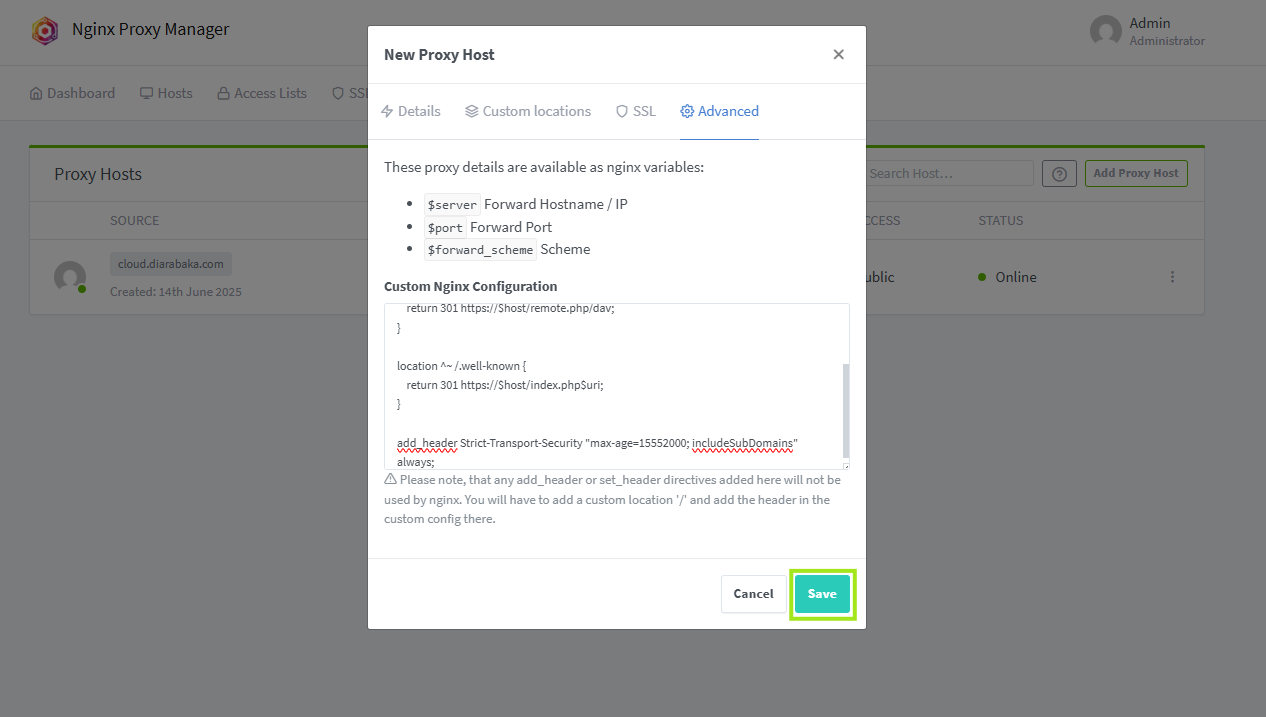 Nginx Proxy Manager
Admin
Administrator
Dashboard
Hosts
Access Lists
SSL
Proxy Hosts
Search Host...
Add Proxy Host
SOURCE
STATUS
cloud.diarabaka.com
Created: 14th June 2025
Online
New Proxy Host
Details
Custom locations
SSL
Advanced
These proxy details are available as nginx variables:
$server Forward Hostname / IP
$port Forward Port
$forward_scheme Scheme
Custom Nginx Configuration
return 301 https://$host/remote.php/dav;
}
location ^~ /.well-known {
return 301 https://$host/index.php$uri;
}
add_header Strict-Transport-Security "max-age=15552000; includeSubDomains"
always;
Please note, that any add_header or set_header directives added here will not be
used by nginx. You will have to add a custom location '/' and add the header in the
custom config there.
Cancel
Save